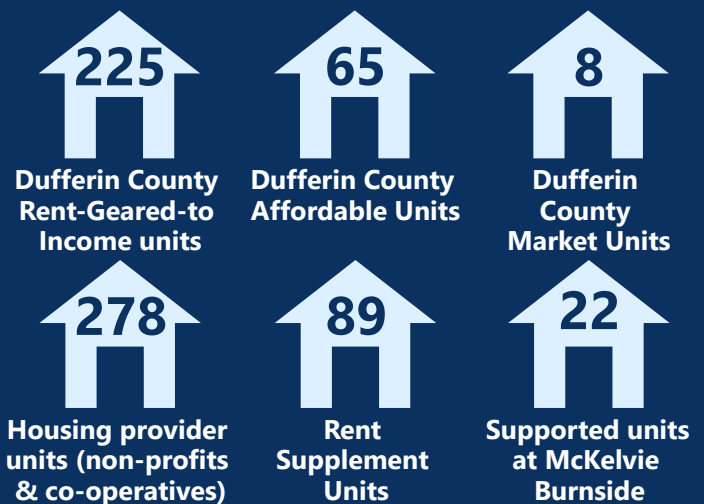 225
Dufferin County
Rent-Geared-to
Income units
65
Dufferin County
Affordable Units
8
Dufferin
County
Market Units
278
Housing provider
units (non-profits
& co-operatives)
89
Rent
Supplement
Units
22
Supported units
at McKelvie
Burnside